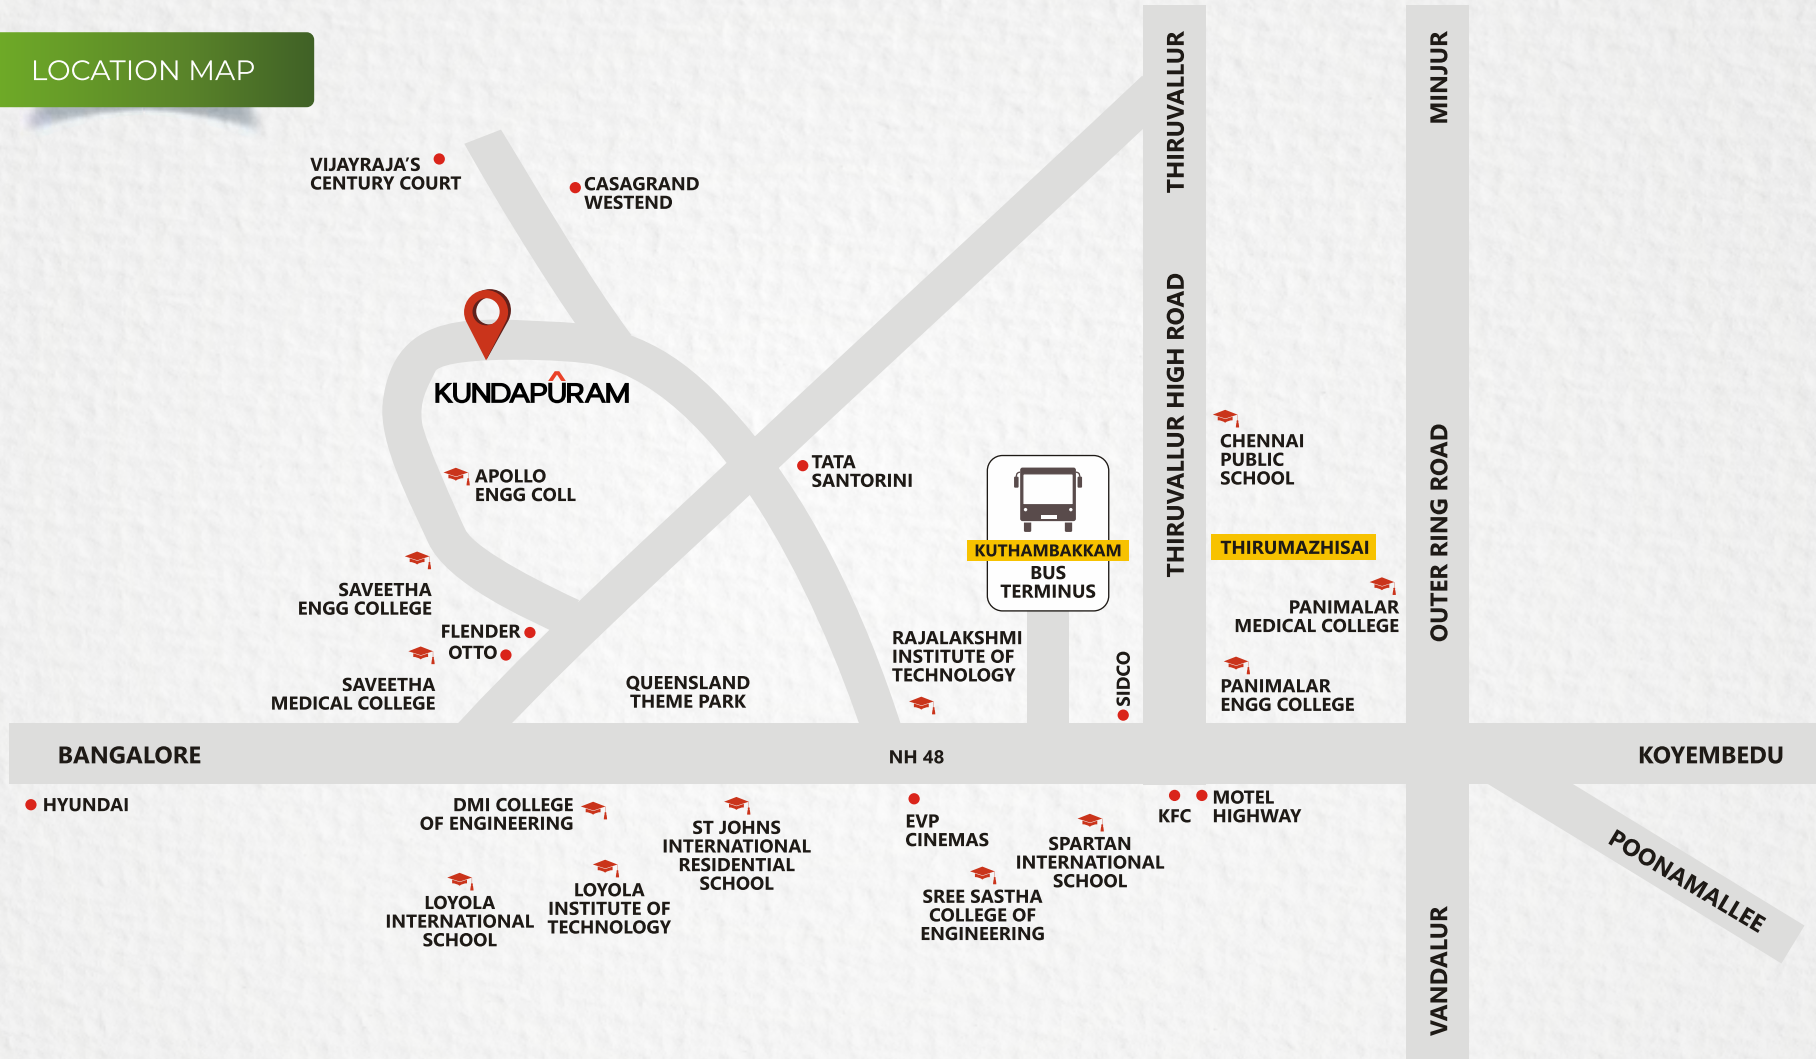 LOCATION MAP
VIJAYRAJA'S
CENTURY COURT
CASAGRAND
WESTEND
THIRUVALLUR
MINJUR
KUNDAPÛRAM
THIRUVALLUR HIGH ROAD
OUTER RING ROAD
APOLLO
ENGG COLL
TATA
SANTORINI
CHENNAI
PUBLIC
SCHOOL
KUTHAMBAKKAM
BUS
TERMINUS
THIRUMAZHISAI
SAVEETHA
ENGG COLLEGE
FLENDER
OTTO
SAVEETHA
MEDICAL COLLEGE
QUEENSLAND
THEME PARK
RAJALAKSHMI
INSTITUTE OF
TECHNOLOGY
SIDCO
PANIMALAR
MEDICAL COLLEGE
PANIMALAR
ENGG COLLEGE
BANGALORE
NH 48
KOYEMBEDU
HYUNDAI
DMI COLLEGE
OF ENGINEERING
ST JOHNS
INTERNATIONAL
RESIDENTIAL
SCHOOL
EVP
CINEMAS
SPARTAN
INTERNATIONAL
SCHOOL
KFC
MOTEL
HIGHWAY
LOYOLA
INTERNATIONAL
SCHOOL
LOYOLA
INSTITUTE OF
TECHNOLOGY
SREE SASTHA
COLLEGE OF
ENGINEERING
POONAMALLEE
VANDALUR